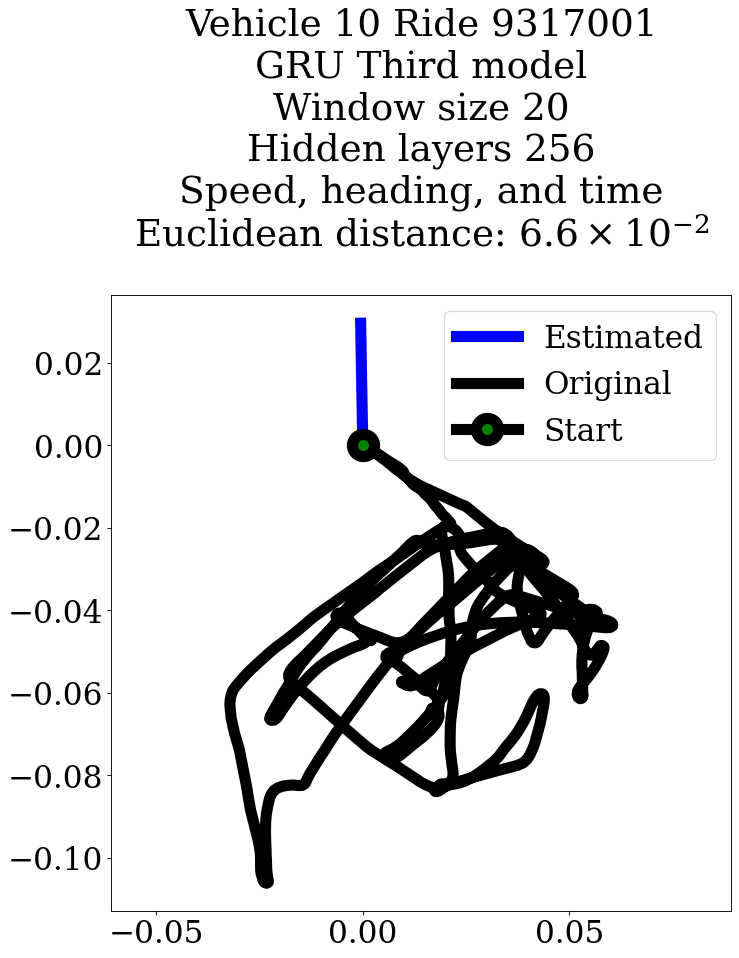 Vehicle 10 Ride 9317001
GRU Third model
Window size 20
Hidden layers 256
Speed, heading, and time
Euclidean distance: 6.6 × 10⁻²
Estimated
Original
Start
0.02
0.00
−0.02
−0.04
−0.06
−0.08
−0.10
−0.05
0.00
0.05